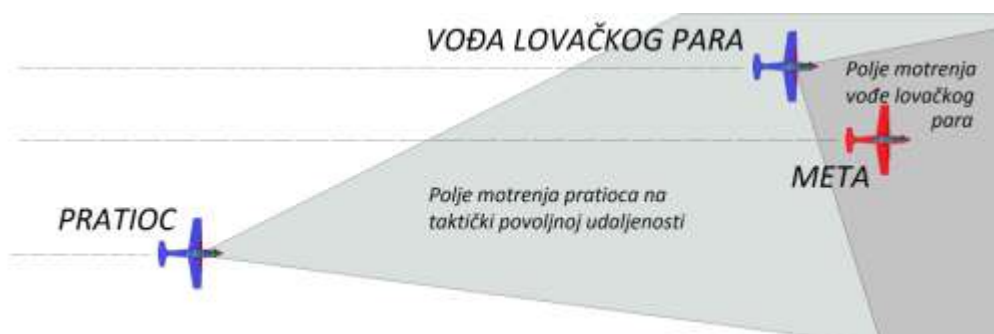 VOĐA LOVAČKOG PARA
Polje motrenja
vođe lovačkog
para
META
Polje motrenja pratioca na
taktički povoljnoj udaljenosti
PRATIOC